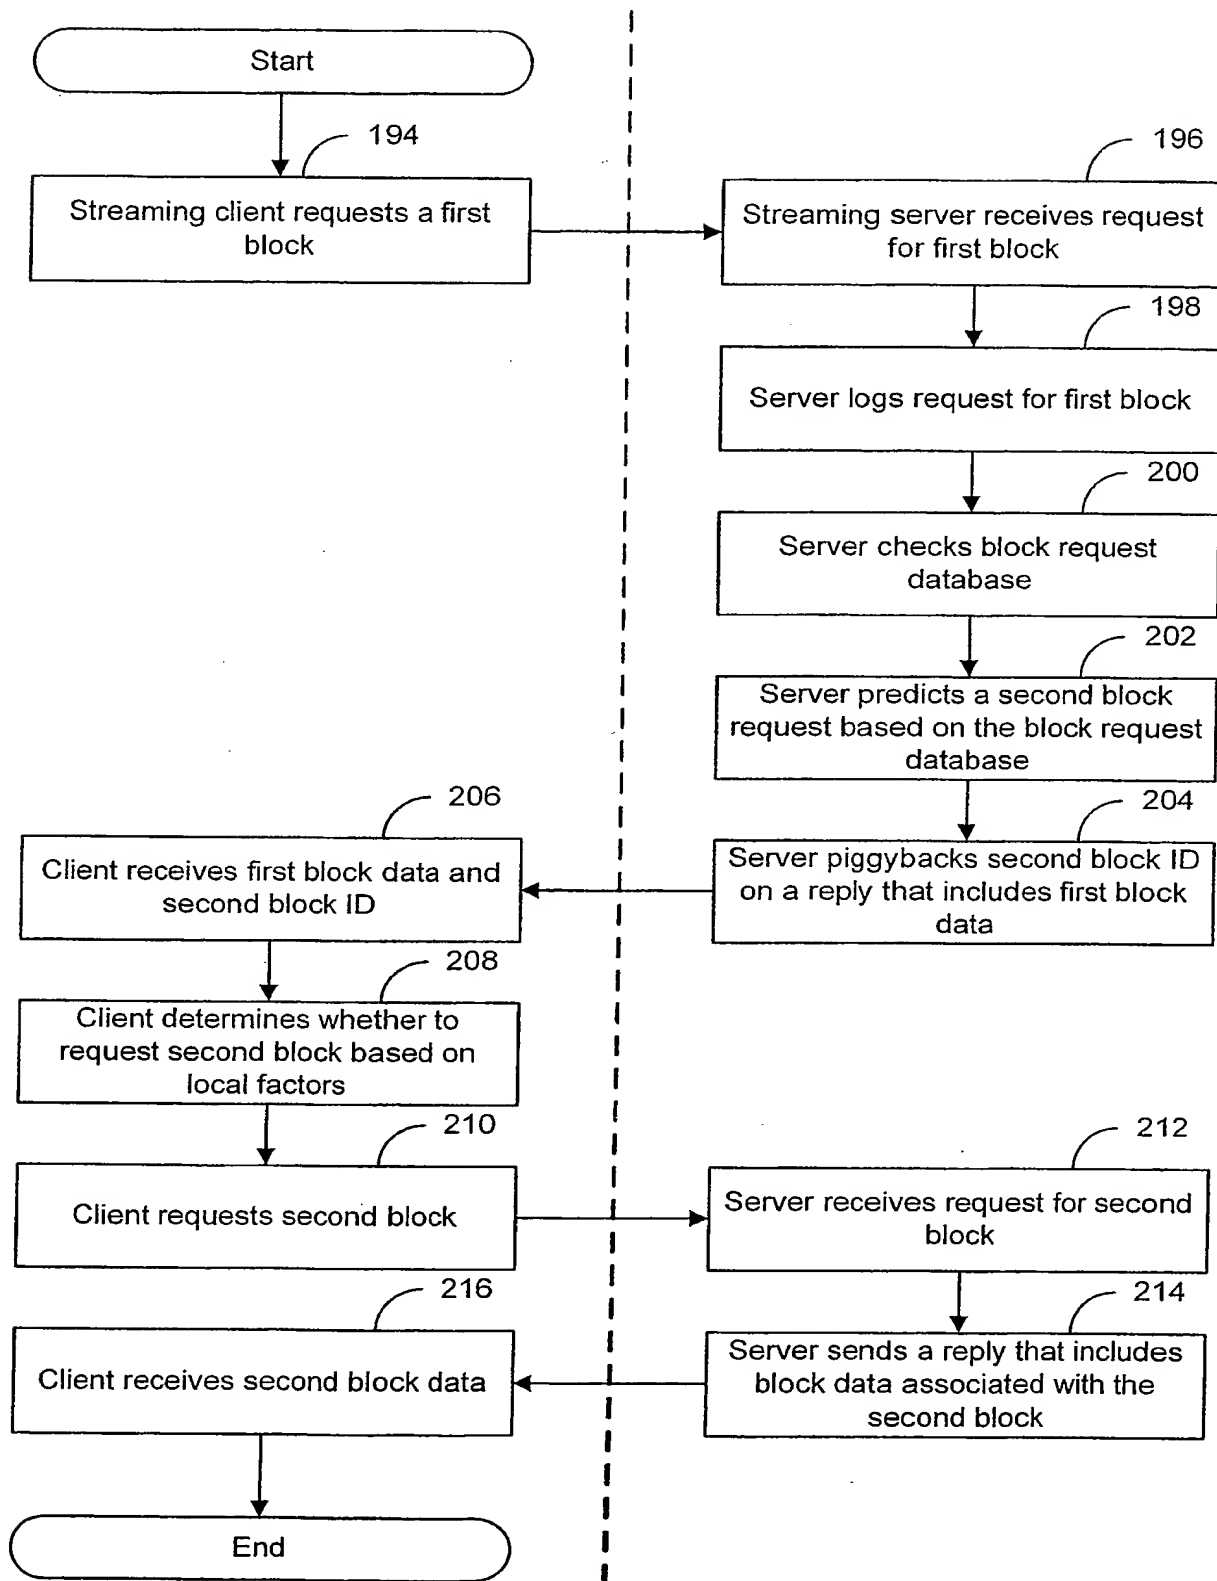 Start
194
Streaming client requests a first
block
196
Streaming server receives request
for first block
198
Server logs request for first block
200
Server checks block request
database
202
Server predicts a second block
request based on the block request
database
204
Server piggybacks second block ID
on a reply that includes first block
data
206
Client receives first block data and
second block ID
208
Client determines whether to
request second block based on
local factors
210
Client requests second block
212
Server receives request for second
block
214
Server sends a reply that includes
block data associated with the
second block
216
Client receives second block data
End